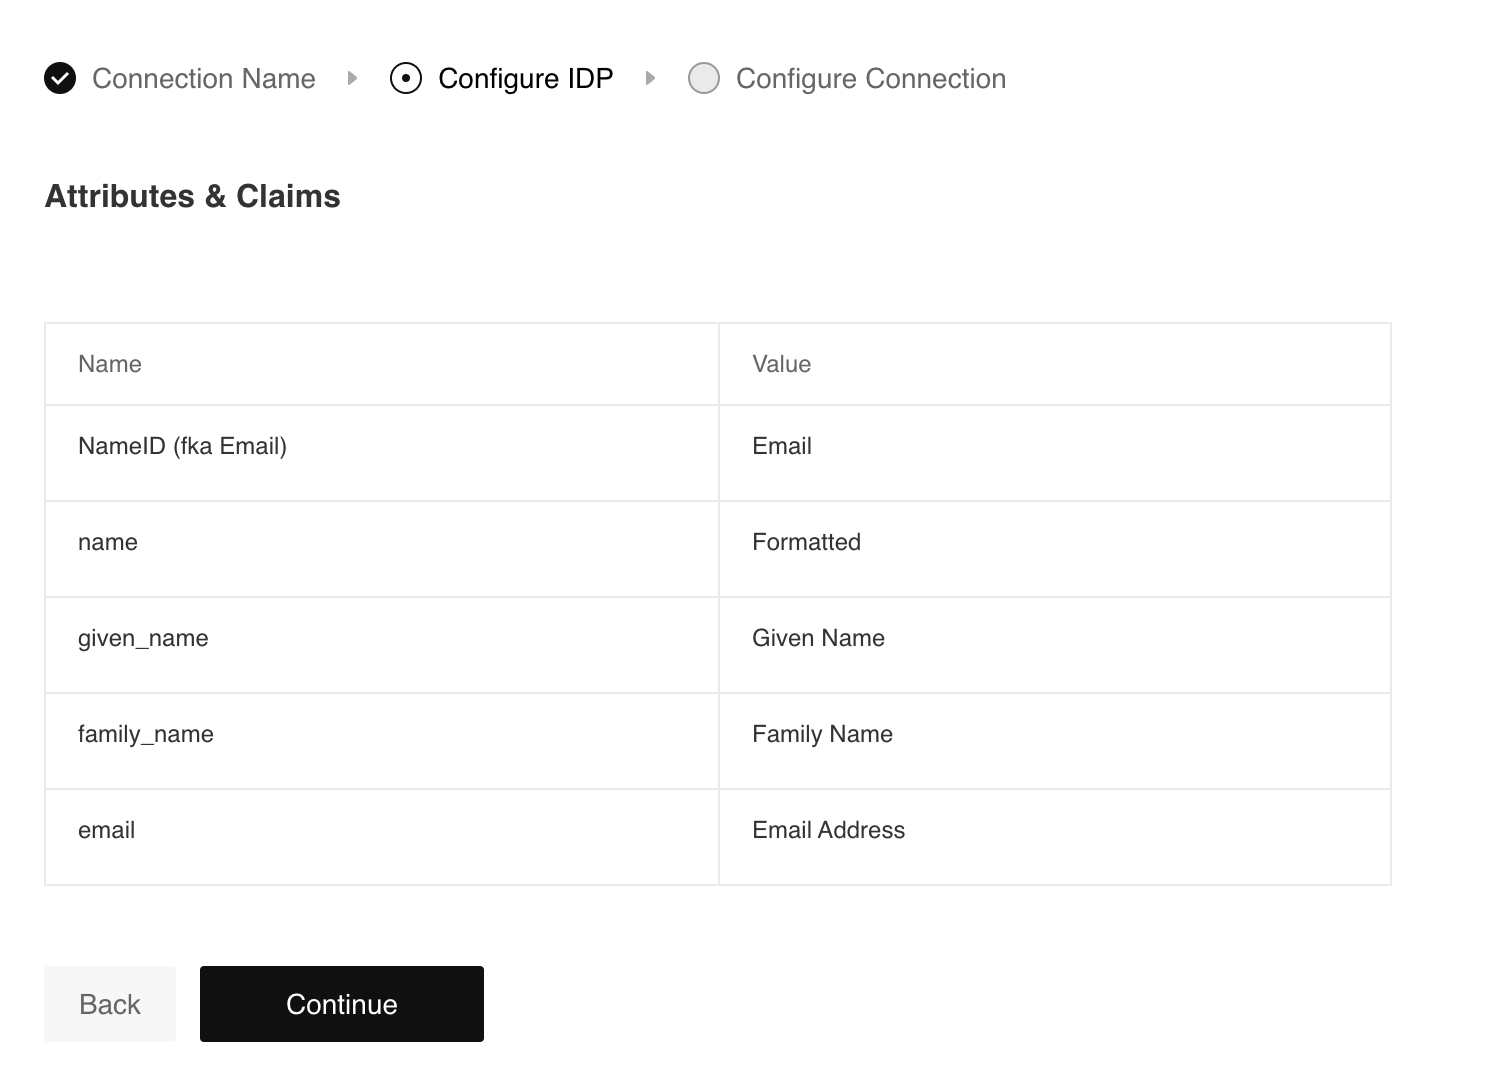 Connection Name Configure IDP Configure Connection
Attributes & Claims
Name Value
NameID (fka Email) Email
name Formatted
given_name Given Name
family_name Family Name
email Email Address
Back Continue